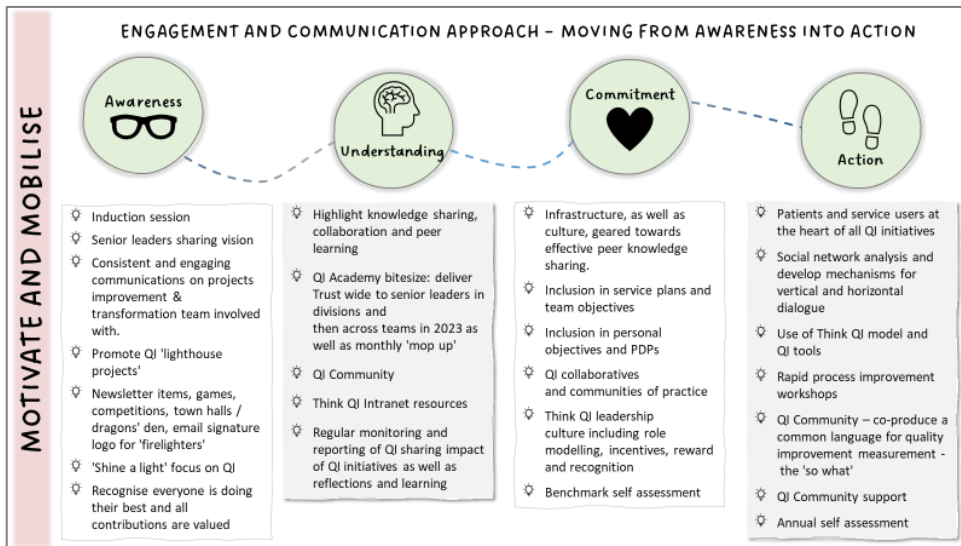 ENGAGEMENT AND COMMUNICATION APPROACH – MOVING FROM AWARENESS INTO ACTION
MOTIVATE AND MOBILISE
Awareness
Understanding
Commitment
Action
Induction session
Senior leaders sharing vision
Consistent and engaging
communications on projects
improvement &
transformation team involved
with.
Promote QI 'lighthouse
projects'
Newsletter items, games,
competitions, town halls /
dragons' den, email signature
logo for 'firelighters'
'Shine a light' focus on QI
Recognise everyone is doing
their best and all
contributions are valued
Highlight knowledge sharing,
collaboration and peer
learning
QI Academy bitesize: deliver
Trust wide to senior leaders in
divisions and
then across teams in 2023 as
well as monthly 'mop up'
QI Community
Think QI Intranet resources
Regular monitoring and
reporting of QI sharing impact
of QI initiatives as well as
reflections and learning
Infrastructure, as well as
culture, geared towards
effective peer knowledge
sharing.
Inclusion in service plans and
team objectives
Inclusion in personal
objectives and PDPs
QI collaboratives
and communities of practice
Think QI leadership
culture including role
modelling, incentives, reward
and recognition
Benchmark self assessment
Patients and service users at
the heart of all QI initiatives
Social network analysis and
develop mechanisms for
vertical and horizontal
dialogue
Use of Think QI model and
QI tools
Rapid process improvement
workshops
QI Community – co-produce a
common language for quality
improvement measurement -
the 'so what'
QI Community support
Annual self assessment